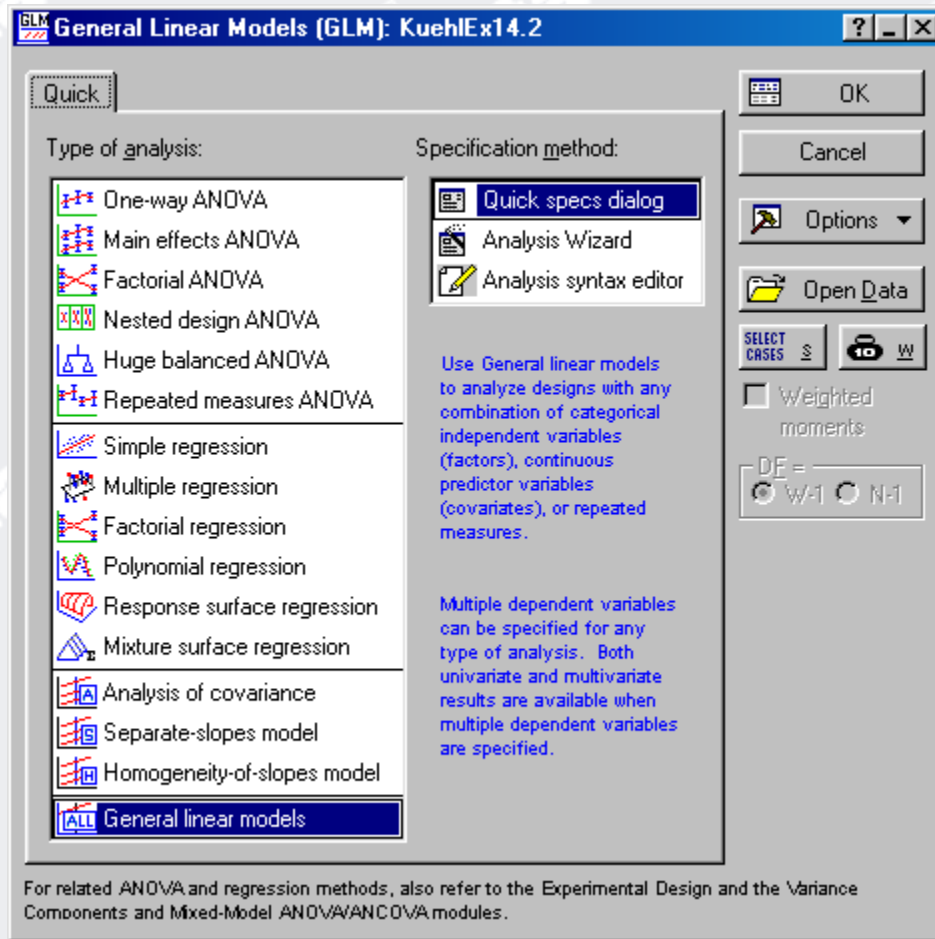 GLM General Linear Models (GLM): KuehlEx14.2
Quick
Type of analysis:
One-way ANOVA
Main effects ANOVA
Factorial ANOVA
Nested design ANOVA
Huge balanced ANOVA
Repeated measures ANOVA
Simple regression
Multiple regression
Factorial regression
Polynomial regression
Response surface regression
Mixture surface regression
Analysis of covariance
Separate-slopes model
Homogeneity-of-slopes model
ALL General linear models
Specification method:
Quick specs dialog
Analysis Wizard
Analysis syntax editor
Use General linear models
to analyze designs with any
combination of categorical
independent variables
(factors), continuous
predictor variables
(covariates), or repeated
measures.
Multiple dependent variables
can be specified for any
type of analysis. Both
univariate and multivariate
results are available when
multiple dependent variables
are specified.
OK
Cancel
Options
Open Data
SELECT
CASES S
W
Weighted
moments
DF =
W-1 N-1
For related ANOVA and regression methods, also refer to the Experimental Design and the Variance
Components and Mixed-Model ANOVA/ANCOVA modules.